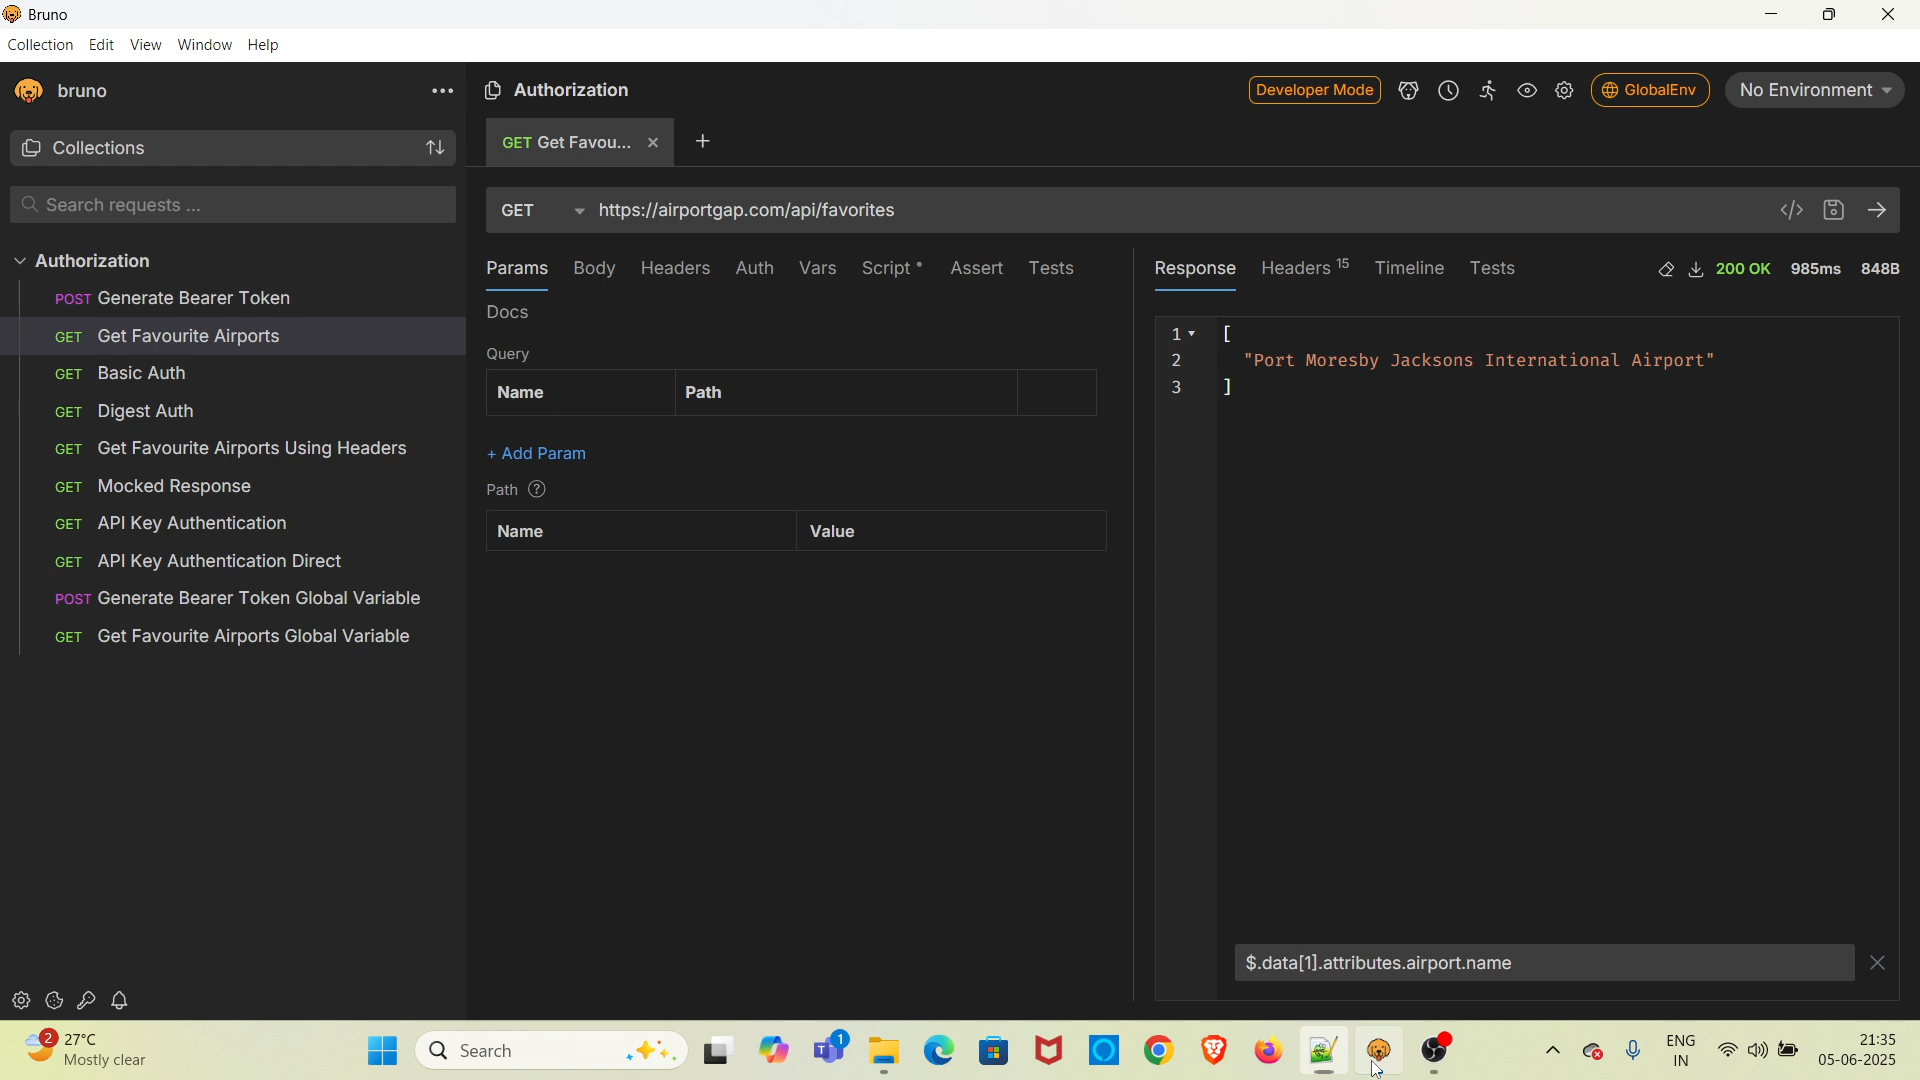 Bruno
Collection Edit View Window Help
bruno
Authorization
Developer Mode
GlobalEnv
No Environment
Collections
GET Get Favou...
Search requests ...
GET https://airportgap.com/api/favorites
Authorization
POST Generate Bearer Token
GET Get Favourite Airports
GET Basic Auth
GET Digest Auth
GET Get Favourite Airports Using Headers
GET Mocked Response
GET API Key Authentication
GET API Key Authentication Direct
POST Generate Bearer Token Global Variable
GET Get Favourite Airports Global Variable
Params Body Headers Auth Vars Script Assert Tests
Docs
Query
Name Path
+ Add Param
Path ?
Name Value
Response Headers 15 Timeline Tests
200 OK 985ms 848B
1 [
2 "Port Moresby Jacksons International Airport"
3 ]
$.data[1].attributes.airport.name
2
27°C
Mostly clear
Search
1
ENG
IN
21:35
05-06-2025